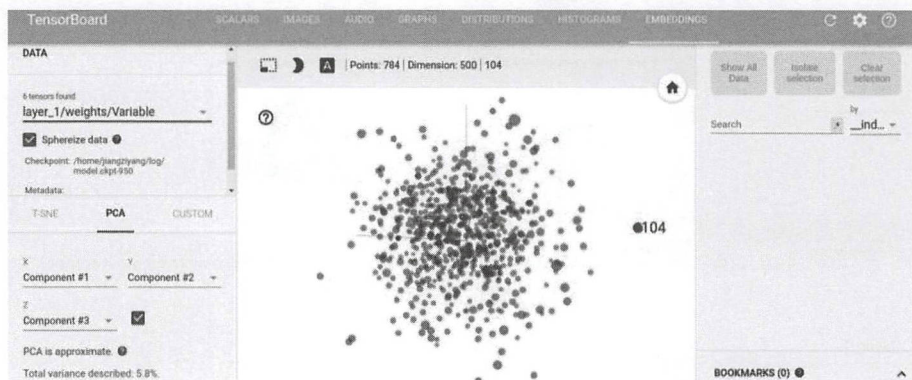 TensorBoard SCALARS IMAGES AUDIO GRAPHS DISTRIBUTIONS HISTOGRAMS EMBEDDINGS
DATA
6 tensors found
layer_1/weights/Variable
Sphereize data
Checkpoint: /home/jiangziyang/log/
model.ckpt-950
Metadata:
T-SNE PCA CUSTOM
X Y
Component #1 Component #2
Z
Component #3
PCA is approximate.
Total variance described: 5.8%.
A | Points: 784 | Dimension: 500 | 104
104
Show All
Data
Isolate
selection
Clear
selection
by
Search .* __ind...
BOOKMARKS (0)